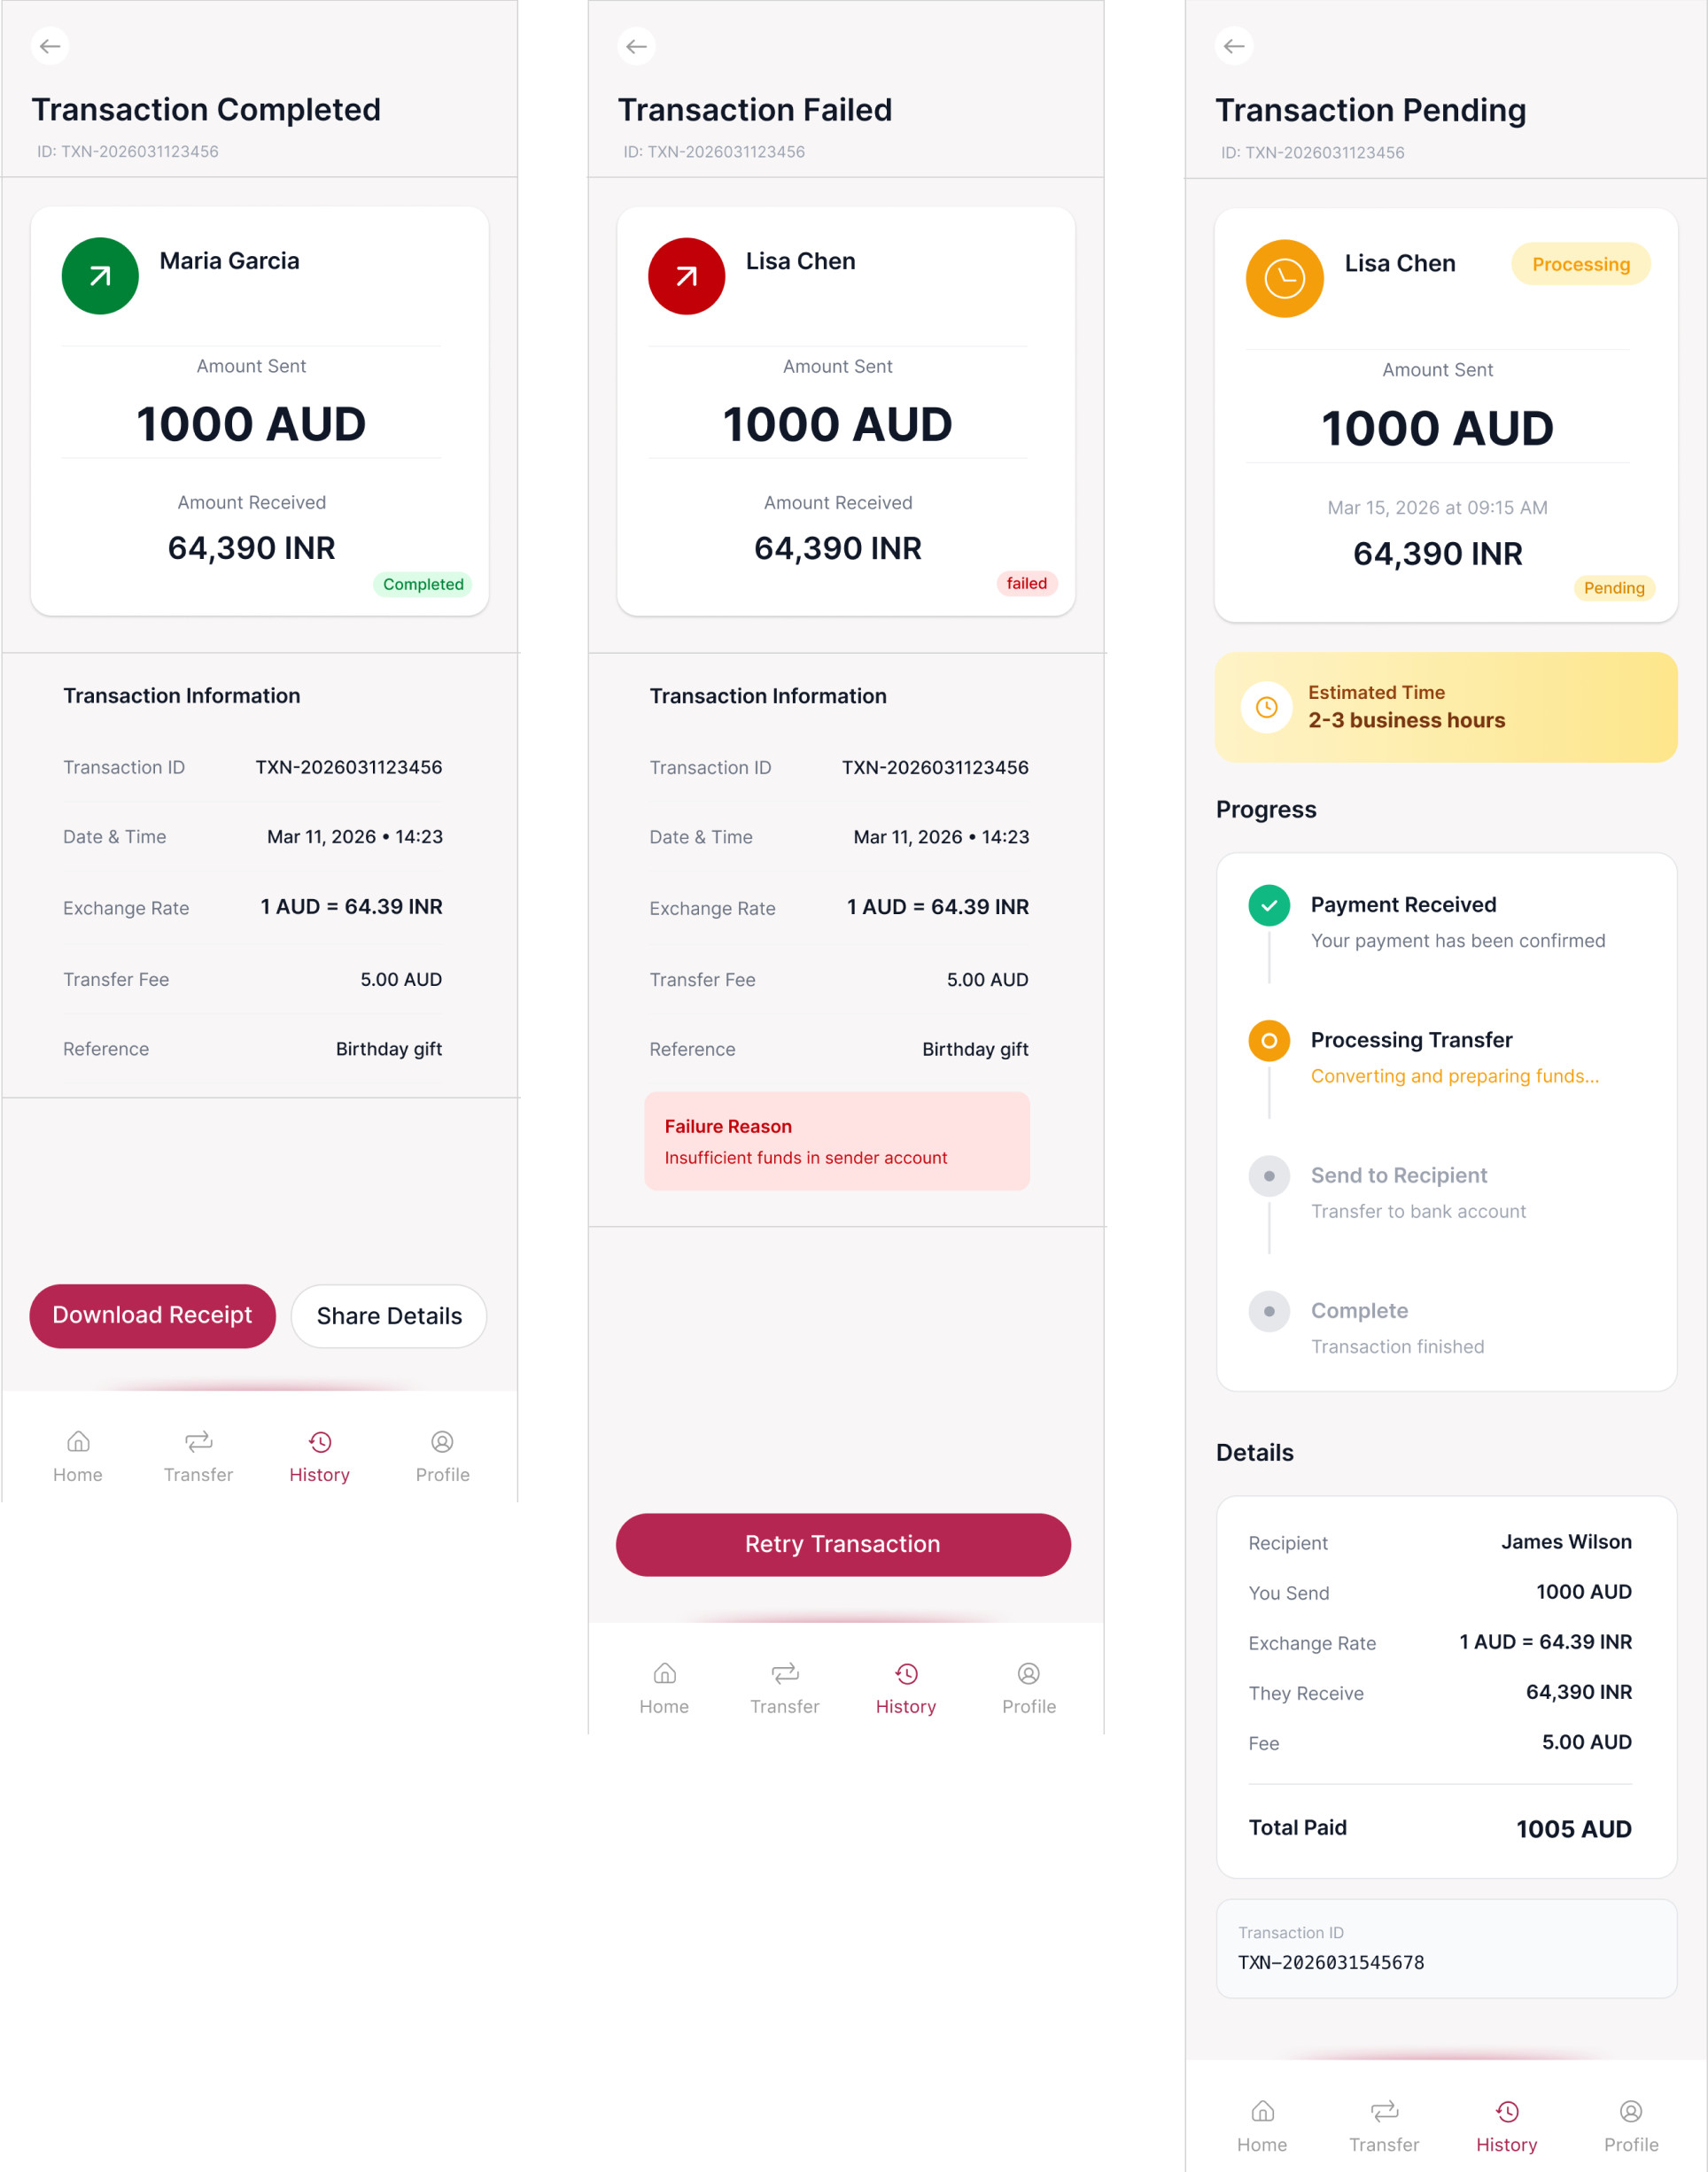 Transaction Completed
ID: TXN-2026031123456
Maria Garcia
Amount Sent
1000 AUD
Amount Received
64,390 INR
Completed
Transaction Information
Transaction ID TXN-2026031123456
Date & Time Mar 11, 2026 • 14:23
Exchange Rate 1 AUD = 64.39 INR
Transfer Fee 5.00 AUD
Reference Birthday gift
Download Receipt Share Details
Home Transfer History Profile
Transaction Failed
ID: TXN-2026031123456
Lisa Chen
Amount Sent
1000 AUD
Amount Received
64,390 INR
failed
Transaction Information
Transaction ID TXN-2026031123456
Date & Time Mar 11, 2026 • 14:23
Exchange Rate 1 AUD = 64.39 INR
Transfer Fee 5.00 AUD
Reference Birthday gift
Failure Reason
Insufficient funds in sender account
Retry Transaction
Home Transfer History Profile
Transaction Pending
ID: TXN-2026031123456
Lisa Chen Processing
Amount Sent
1000 AUD
Mar 15, 2026 at 09:15 AM
64,390 INR
Pending
Estimated Time
2-3 business hours
Progress
Payment Received
Your payment has been confirmed
Processing Transfer
Converting and preparing funds...
Send to Recipient
Transfer to bank account
Complete
Transaction finished
Details
Recipient James Wilson
You Send 1000 AUD
Exchange Rate 1 AUD = 64.39 INR
They Receive 64,390 INR
Fee 5.00 AUD
Total Paid 1005 AUD
Transaction ID
TXN-2026031545678
Home Transfer History Profile